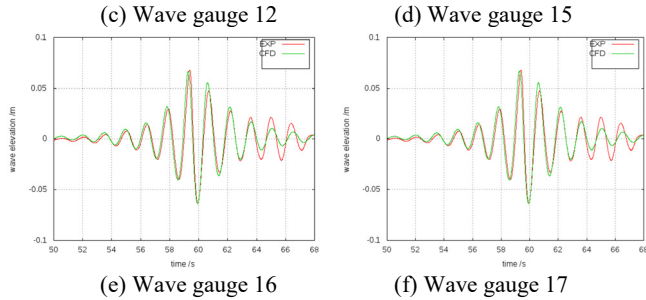 (c) Wave gauge 12 (d) Wave gauge 15
0.1 0.05 0 -0.05 -0.1
wave elevation /m
EXP
CFD
50 52 54 56 58 60 62 64 66 68
time /s
0.1 0.05 0 -0.05 -0.1
wave elevation /m
EXP
CFD
50 52 54 56 58 60 62 64 66 68
time /s
(e) Wave gauge 16 (f) Wave gauge 17